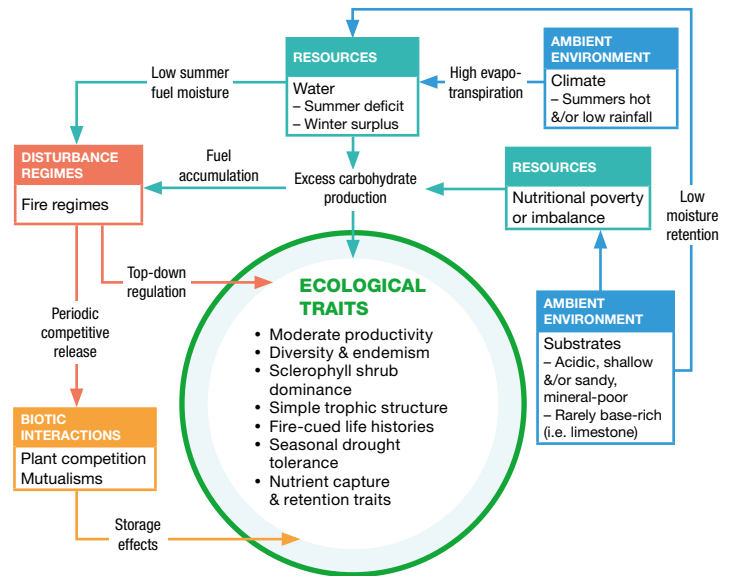 RESOURCES
Water
– Summer deficit
– Winter surplus
AMBIENT
ENVIRONMENT
Climate
– Summers hot
&/or low rainfall
High evapo-
transpiration
Low summer
fuel moisture
DISTURBANCE
REGIMES
Fire regimes
Fuel
accumulation
Excess carbohydrate
production
RESOURCES
Nutritional poverty
or imbalance
Low
moisture
retention
Top-down
regulation
Periodic
competitive
release
ECOLOGICAL
TRAITS
• Moderate productivity
• Diversity & endemism
• Sclerophyll shrub
dominance
• Simple trophic structure
• Fire-cued life histories
• Seasonal drought
tolerance
• Nutrient capture
& retention traits
AMBIENT
ENVIRONMENT
Substrates
– Acidic, shallow
&/or sandy,
mineral-poor
– Rarely base-rich
(i.e. limestone)
BIOTIC
INTERACTIONS
Plant competition
Mutualisms
Storage
effects